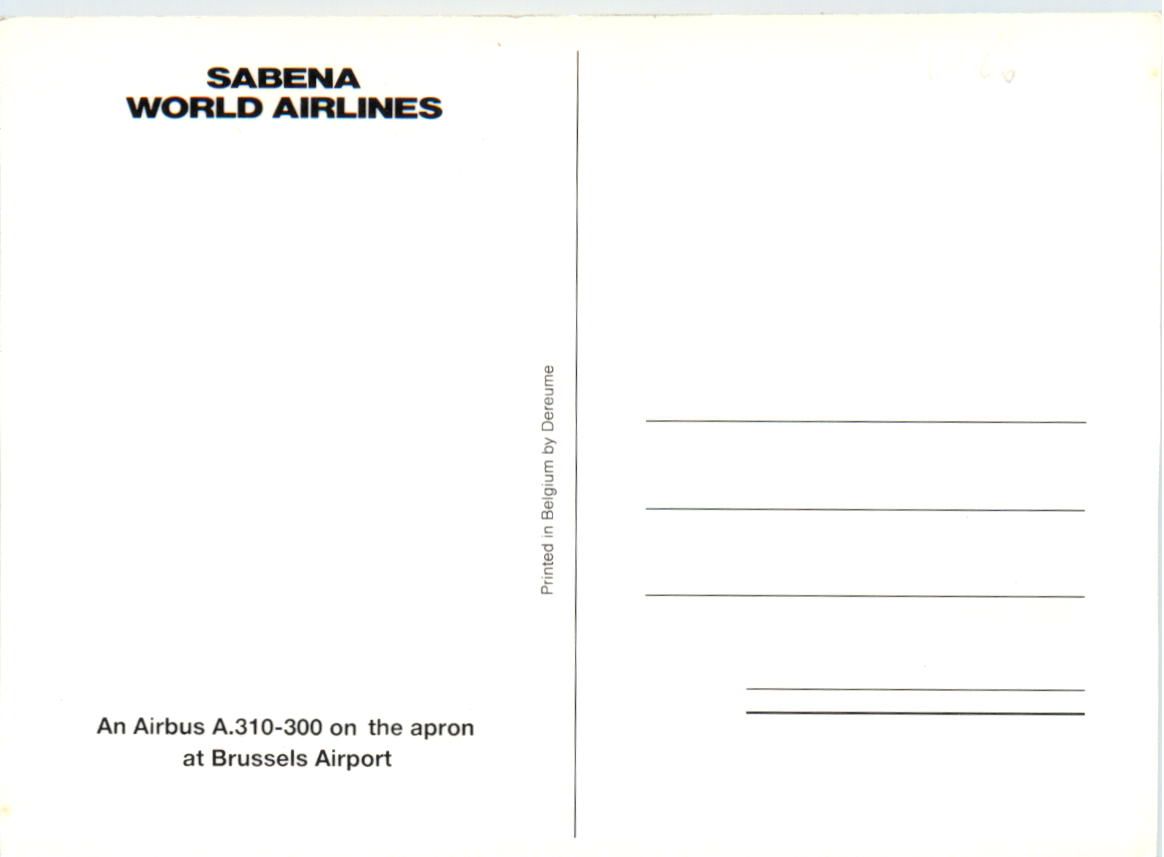 SABENA
WORLD AIRLINES
An Airbus A.310-300 on the apron
at Brussels Airport
Printed in Belgium by Dereume